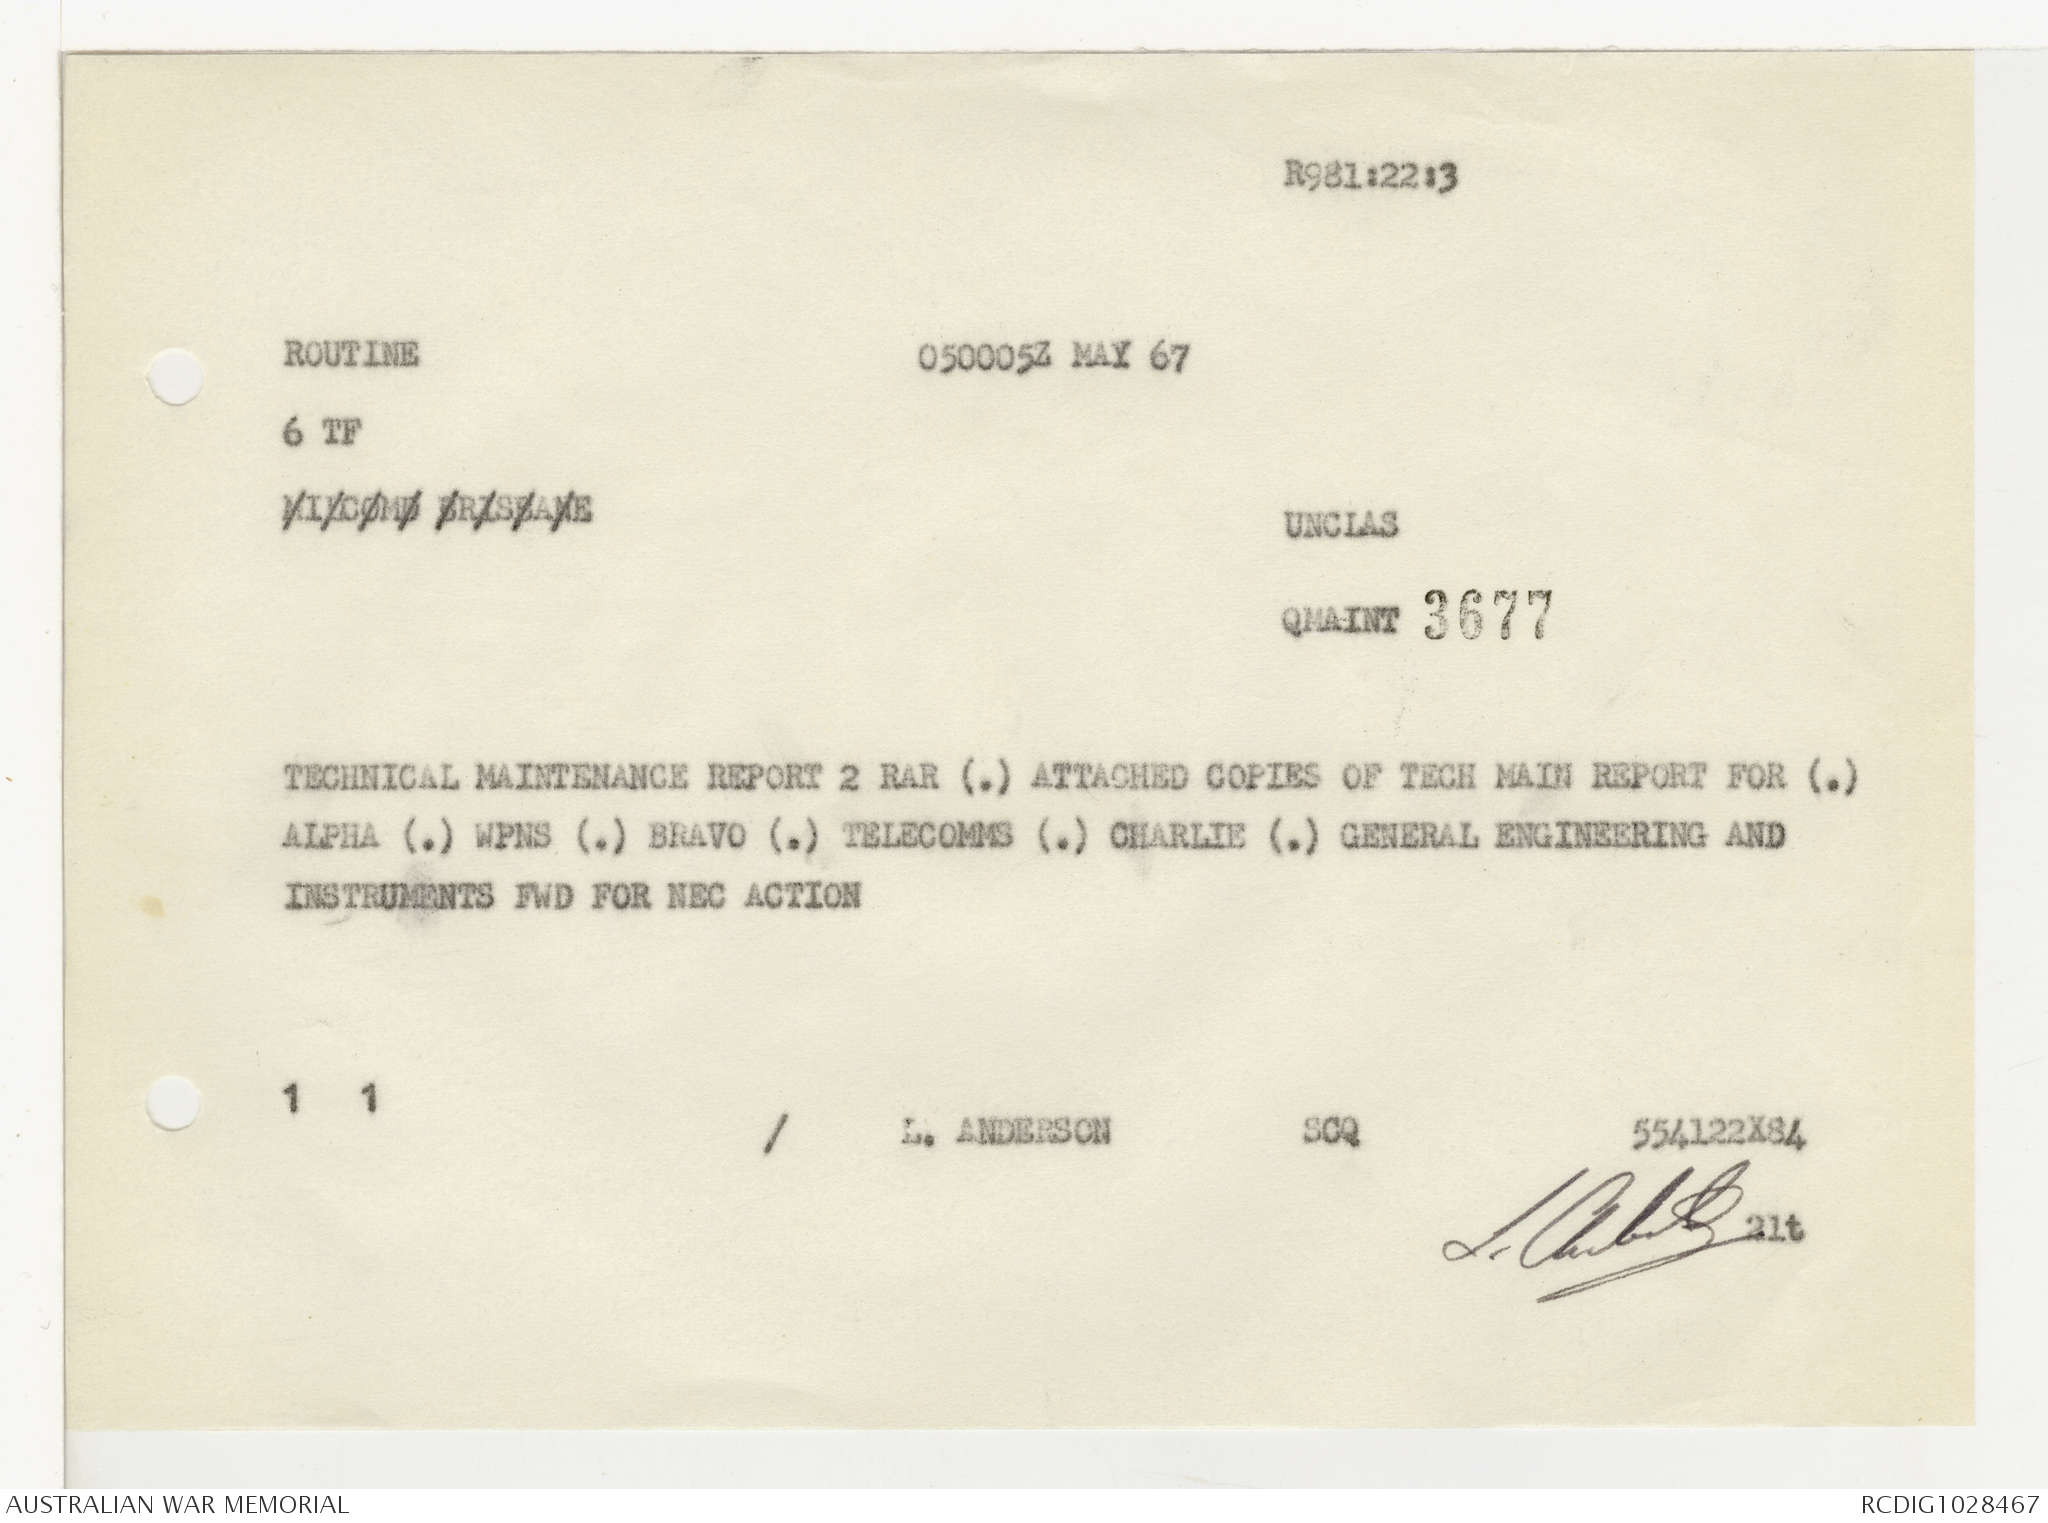 R981:22:3
ROUTINE 050005Z MAY 67
6 TF
MILCOMD BRISBANE
UNCLAS
QMAINT 3677
TECHNICAL MAINTENANCE REPORT 2 RAR (.) ATTACHED COPIES OF TECH MAIN REPORT FOR (.)
ALPHA (.) WPNS (.) BRAVO (.) TELECOMMS (.) CHARLIE (.) GENERAL ENGINEERING AND
INSTRUMENTS FWD FOR NEC ACTION
1 1
/ L. ANDERSON SCQ 554122X84
2lt
AUSTRALIAN WAR MEMORIAL RCDIG1028467